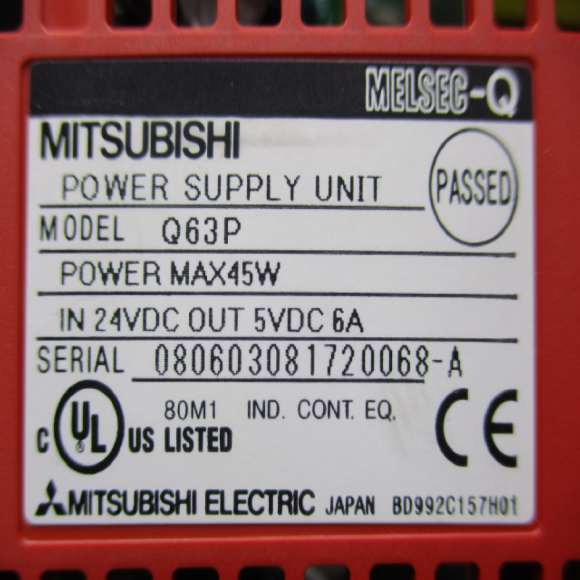 MELSEC-Q
MITSUBISHI
POWER SUPPLY UNIT
PASSED
MODEL Q63P
POWER MAX45W
IN 24VDC OUT 5VDC 6A
SERIAL 080603081720068-A
80M1 IND. CONT. EQ.
C UL US LISTED
CE
MITSUBISHI ELECTRIC JAPAN BD992C157H01